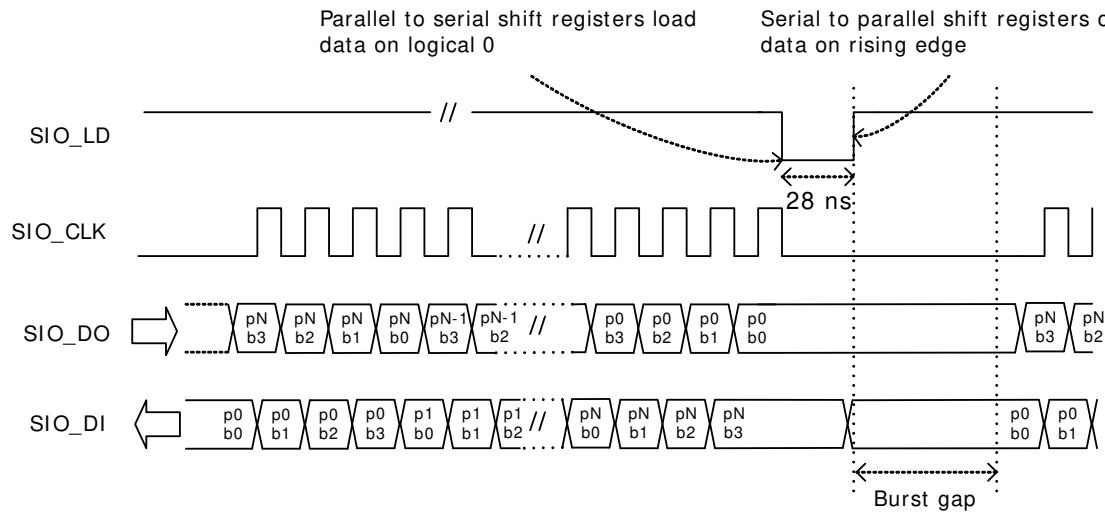 Parallel to serial shift registers load
data on logical 0
Serial to parallel shift registers
data on rising edge
//
SIO_LD
28 ns
SIO_CLK
//
SIO_DO
pN b3 pN b2 pN b1 pN b0 pN-1 b3 pN-1 b2 // p0 b3 p0 b2 p0 b1 p0 b0 pN b3 pN b2
SIO_DI
p0 b0 p0 b1 p0 b2 p0 b3 p1 b0 p1 b1 p1 b2 // pN b0 pN b1 pN b2 pN b3 p0 b0 p0 b1
Burst gap